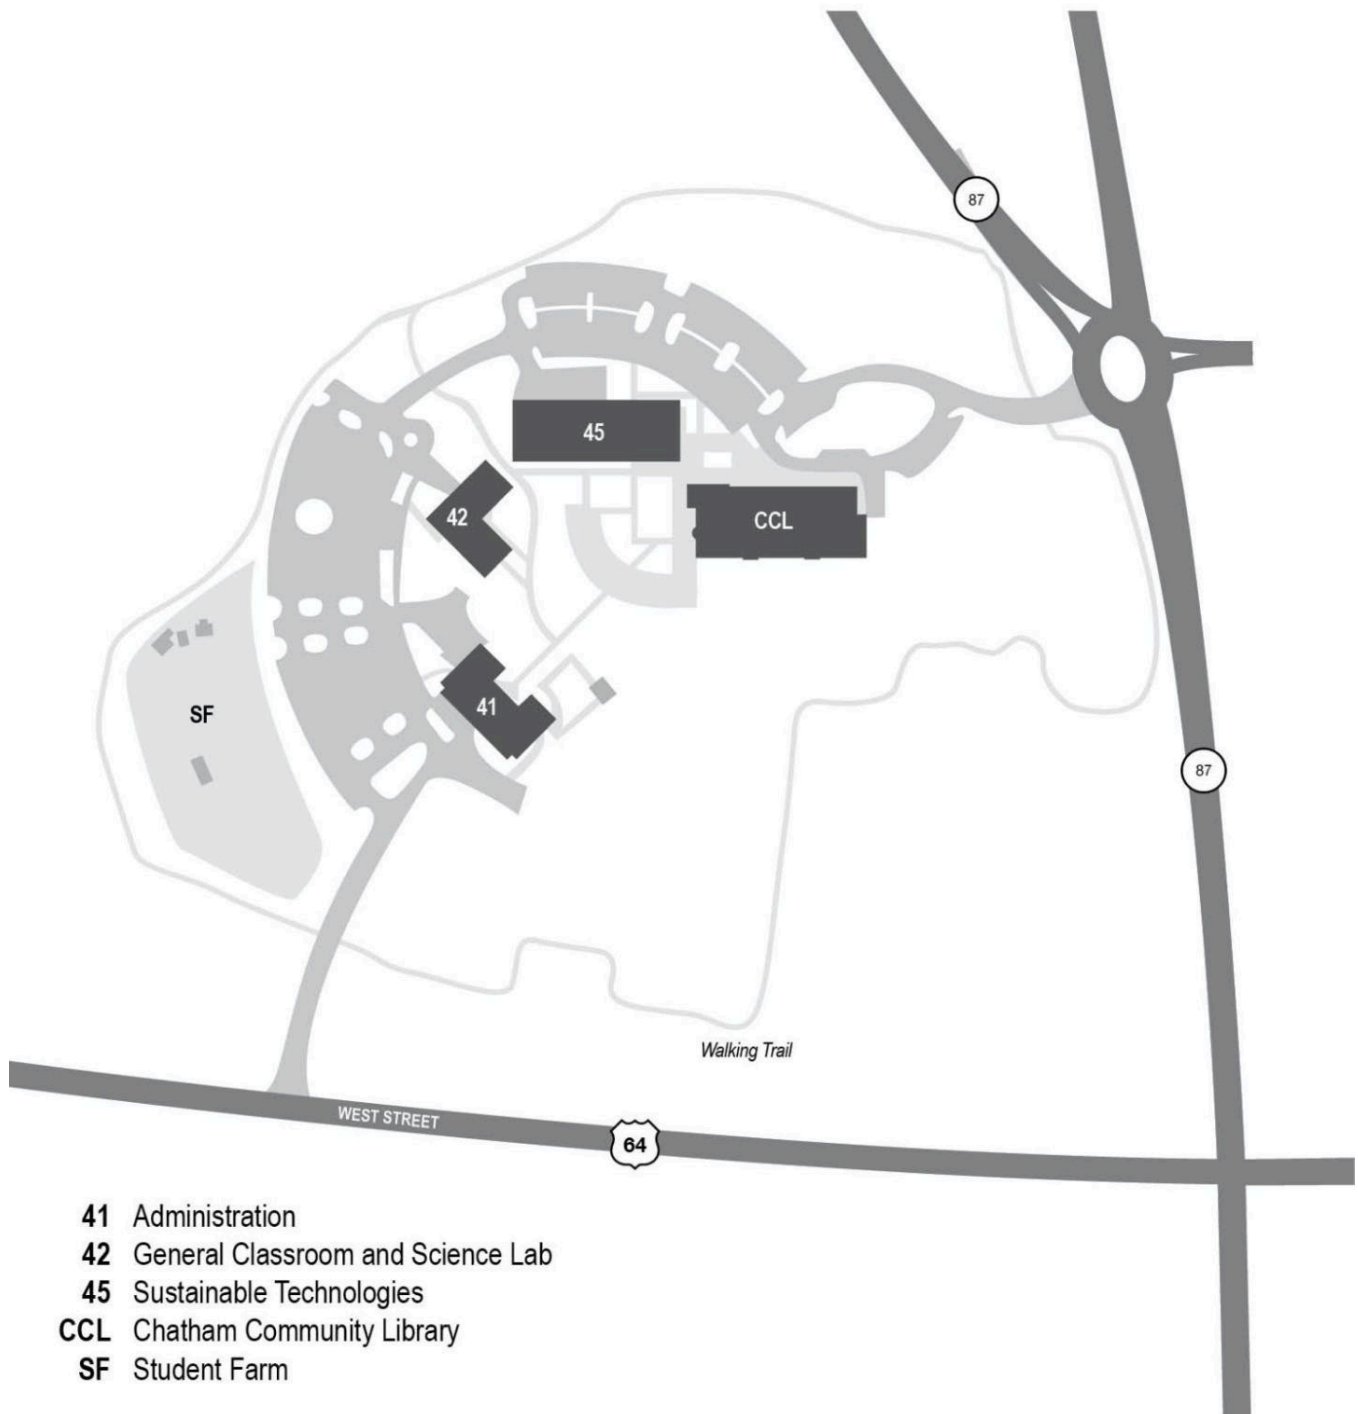 87
45
42
CCL
41
SF
87
Walking Trail
WEST STREET
64
41 Administration
42 General Classroom and Science Lab
45 Sustainable Technologies
CCL Chatham Community Library
SF Student Farm